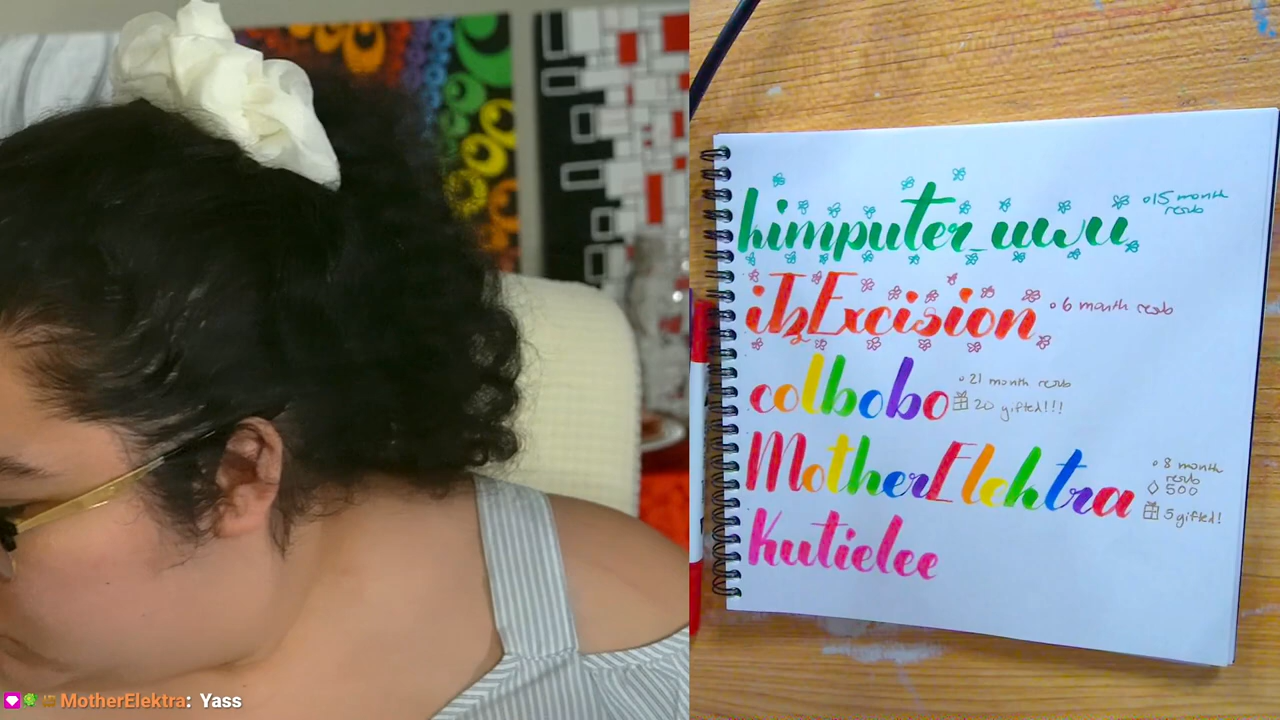 himputer_uwu
15 month
resub
ibExcision
6 month resub
colbobo
21 month resub
20 gifted!!!
MotherElektra
8 month
resub
500
5 gifted!
Kutielee
MotherElektra: Yass